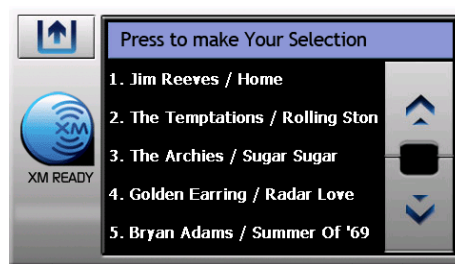 Press to make Your Selection
1. Jim Reeves / Home
2. The Temptations / Rolling Ston
3. The Archies / Sugar Sugar
4. Golden Earring / Radar Love
5. Bryan Adams / Summer Of '69
XM
XM READY